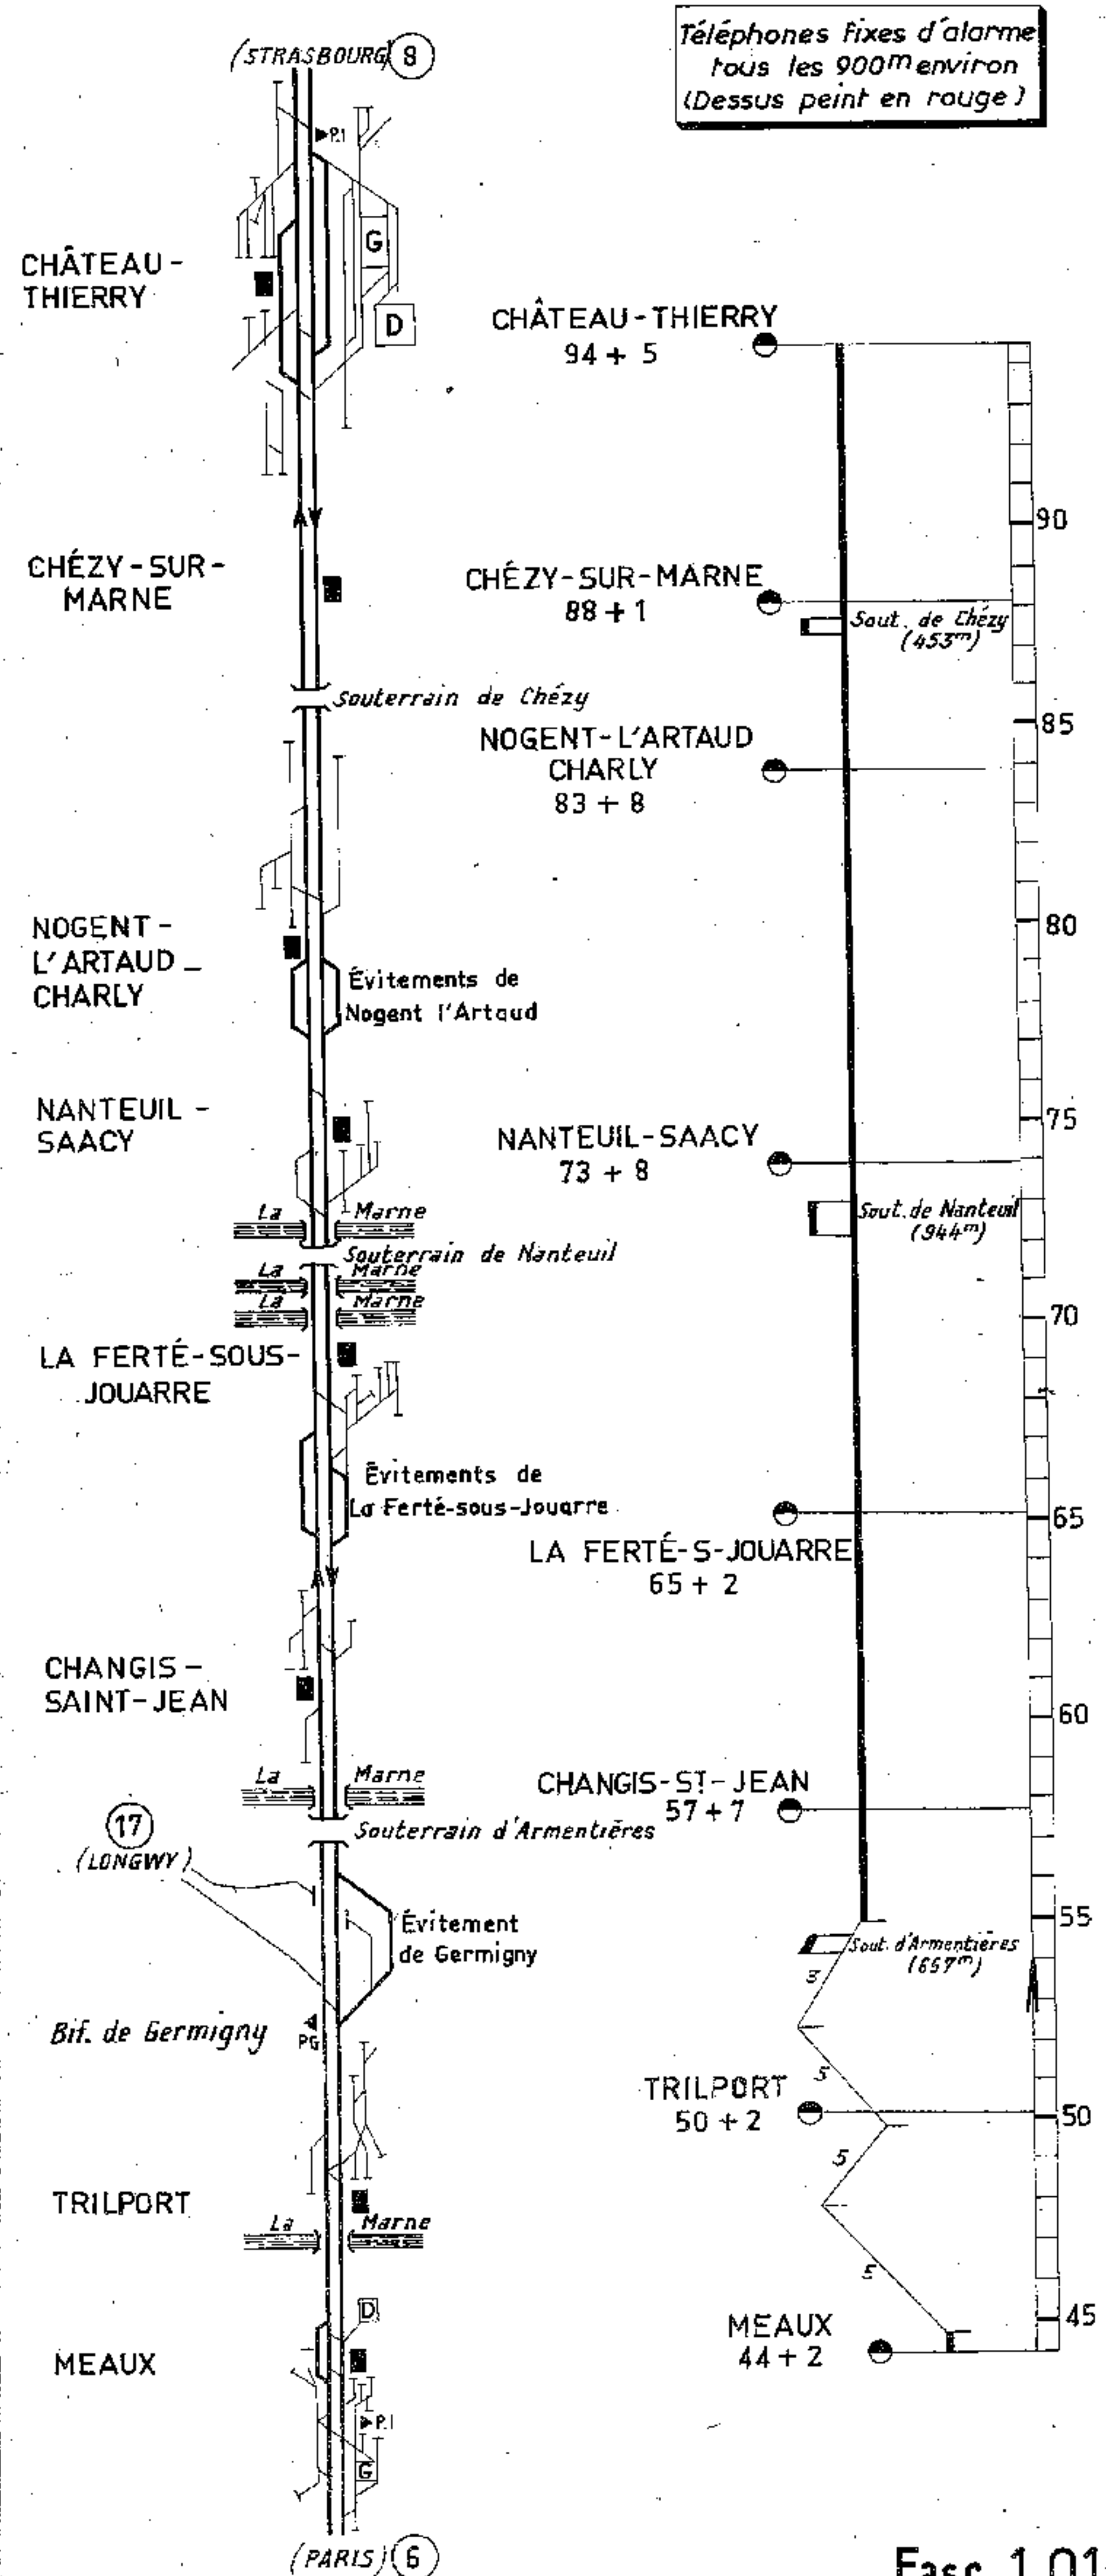 (STRASBOURG) 8
Téléphones fixes d'alarme
tous les 900m environ
(Dessus peint en rouge)
P.I
G
D
CHÂTEAU-
THIERRY
CHÉZY-SUR-
MARNE
Souterrain de Chézy
NOGENT-
L'ARTAUD_
CHARLY
Évitements de
Nogent l'Artaud
NANTEUIL-
SAACY
La Marne
Souterrain de Nanteuil
La Marne
La Marne
LA FERTÉ-SOUS-
JOUARRE
Évitements de
La Ferté-sous-Jouarre
CHANGIS-
SAINT-JEAN
La Marne
Souterrain d'Armentières
17
(LONGWY)
Évitement
de Germigny
Bif. de Germigny
PG
TRILPORT
La Marne
D
MEAUX
P.I
G
(PARIS) 6
CHÂTEAU-THIERRY
94 + 5
90
CHÉZY-SUR-MARNE
88 + 1
Sout. de Chézy
(453m)
85
NOGENT-L'ARTAUD
CHARLY
83 + 8
80
75
NANTEUIL-SAACY
73 + 8
Sout. de Nanteuil
(944m)
70
65
LA FERTÉ-S-JOUARRE
65 + 2
60
CHANGIS-ST-JEAN
57 + 7
55
Sout. d'Armentières
(657m)
3
5
TRILPORT
50 + 2
50
5
5
45
MEAUX
44 + 2
Fasc. 1.01